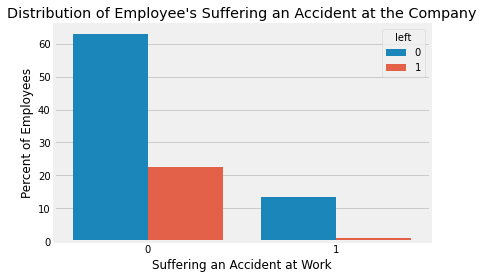 Distribution of Employee's Suffering an Accident at the Company
left
0
1
60
50
40
30
20
10
0
Percent of Employees
0 1
Suffering an Accident at Work